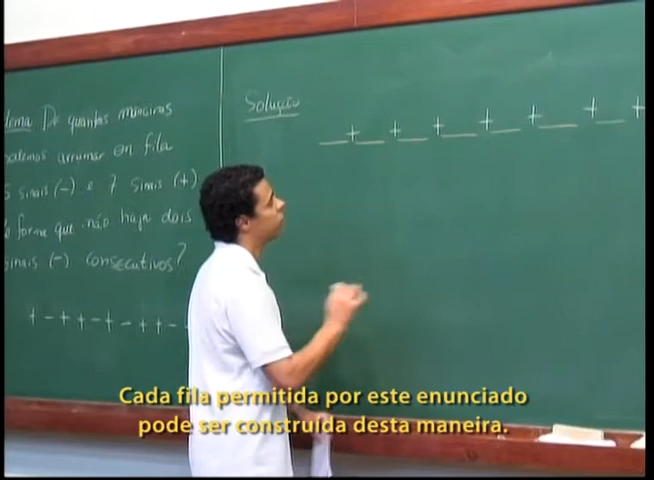 lema De quantas maneiras
podemos arrumar em fila
5 sinais (-) e 7 sinais (+)
de forma que não haja dois
sinais (-) consecutivos?
+ - + - + - + - + + -
Solução
_ + _ + _ + _ + _ + _ + _ +
Cada fila permitida por este enunciado
pode ser construída desta maneira.